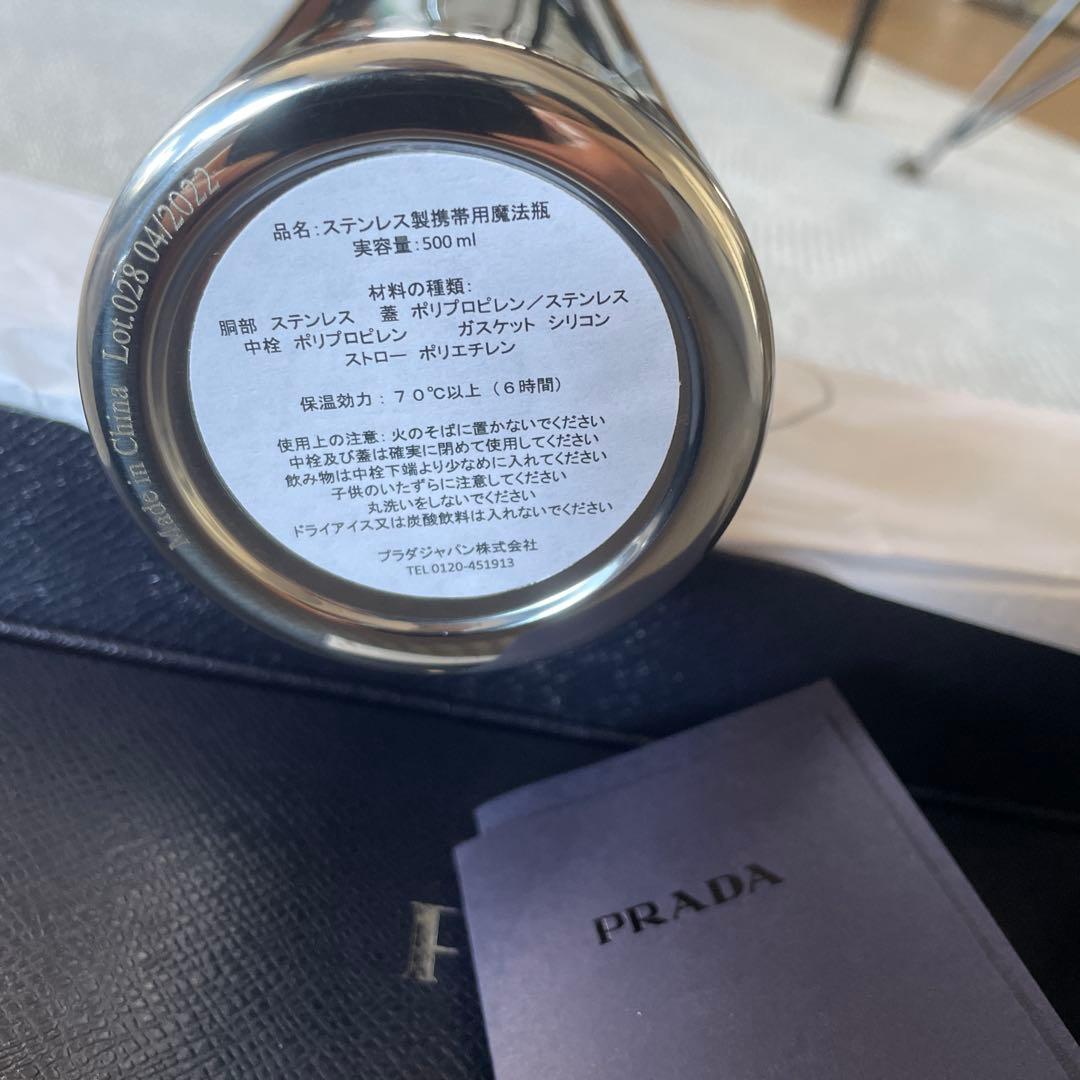 Made in China Lot.028 04/2022
品名:ステンレス製携帯用魔法瓶
実容量:500 ml
材料の種類:
胴部 ステンレス 蓋 ポリプロピレン/ステンレス
中栓 ポリプロピレン ガスケット シリコン
ストロー ポリエチレン
保温効力:70℃以上(6時間)
使用上の注意:火のそばに置かないでください
中栓及び蓋は確実に閉めて使用してください
飲み物は中栓下端より少なめに入れてください
子供のいたずらに注意してください
丸洗いをしないでください
ドライアイス又は炭酸飲料は入れないでください
プラダジャパン株式会社
TEL 0120-451913
PRADA
P